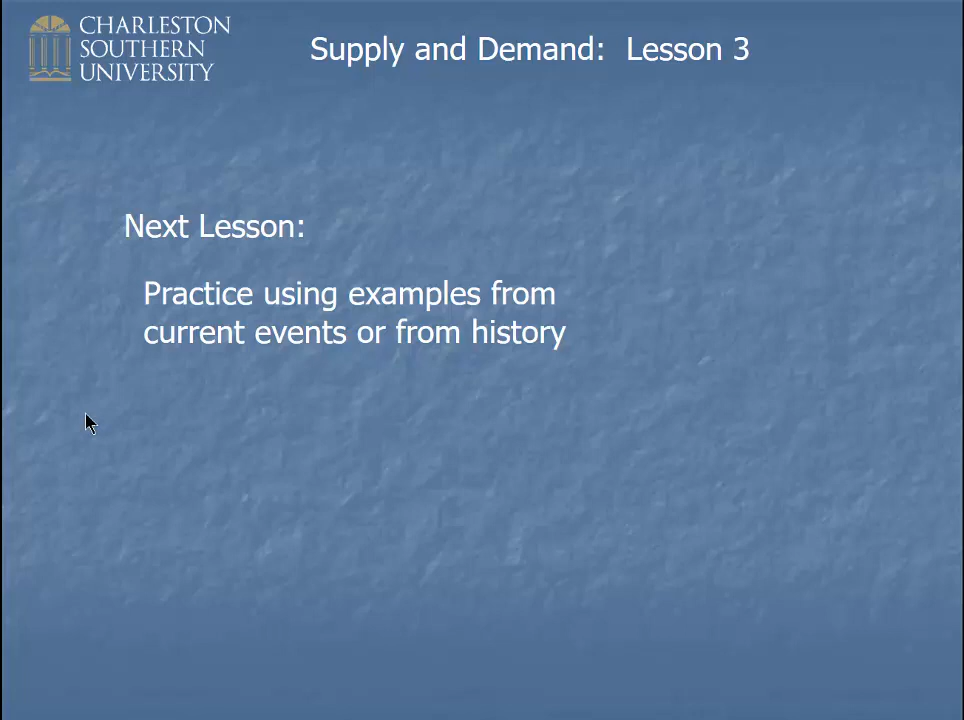 CHARLESTON
SOUTHERN
UNIVERSITY
Supply and Demand: Lesson 3
Next Lesson:
Practice using examples from
current events or from history